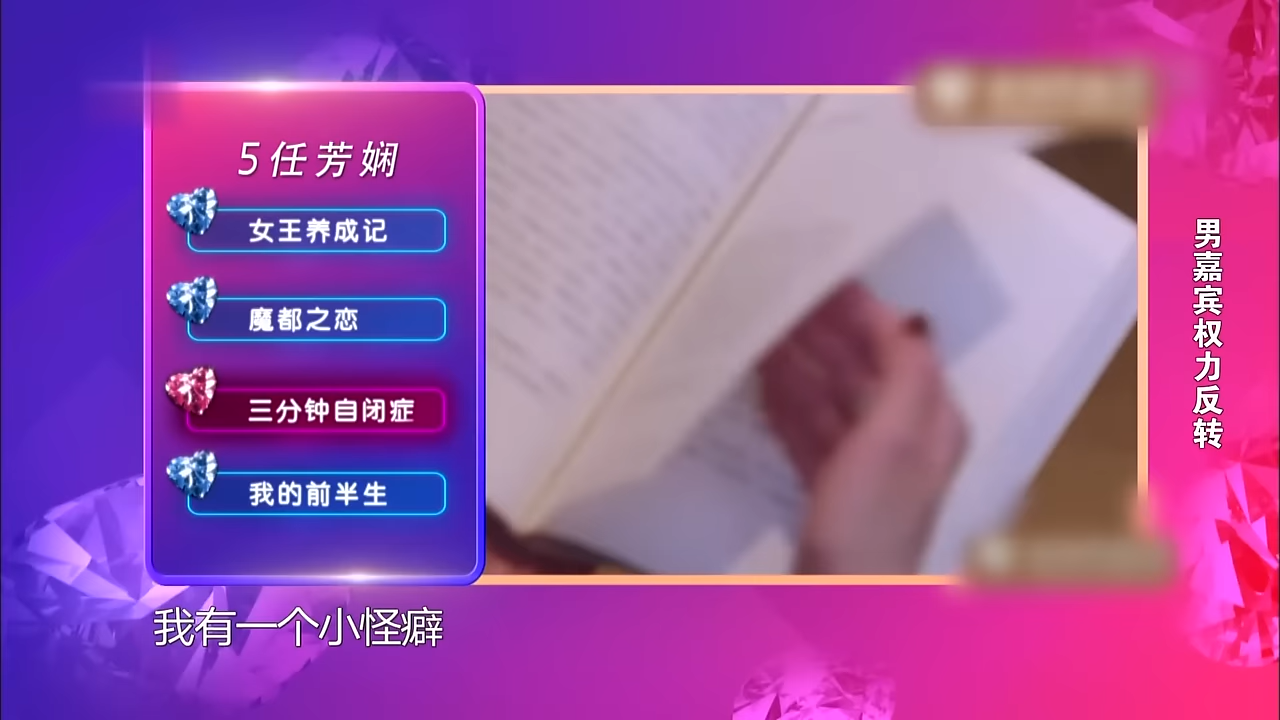 5任芳娴
女王养成记
魔都之恋
三分钟自闭症
我的前半生
男嘉宾权力反转
我有一个小怪癖